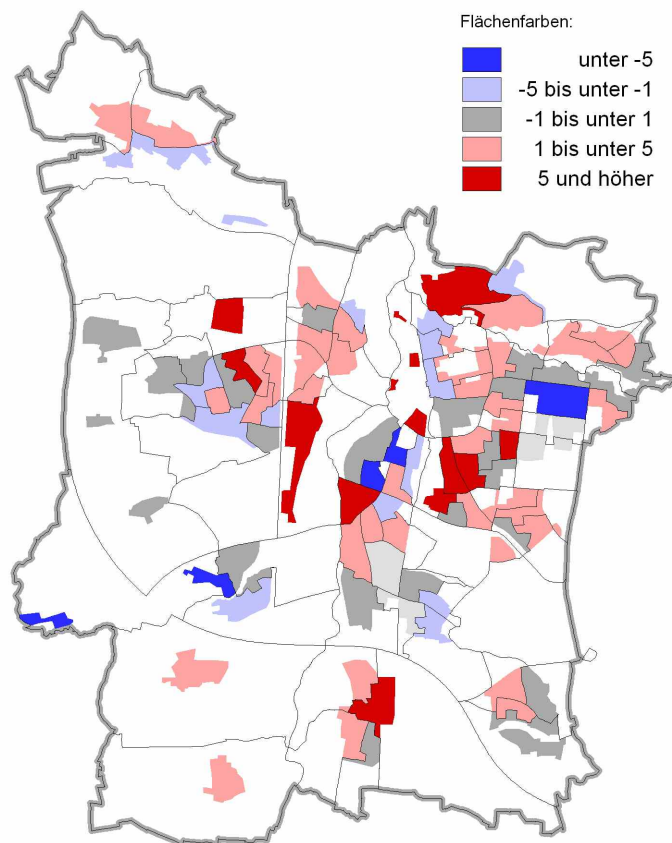 Flächenfarben:
unter -5
-5 bis unter -1
-1 bis unter 1
1 bis unter 5
5 und höher